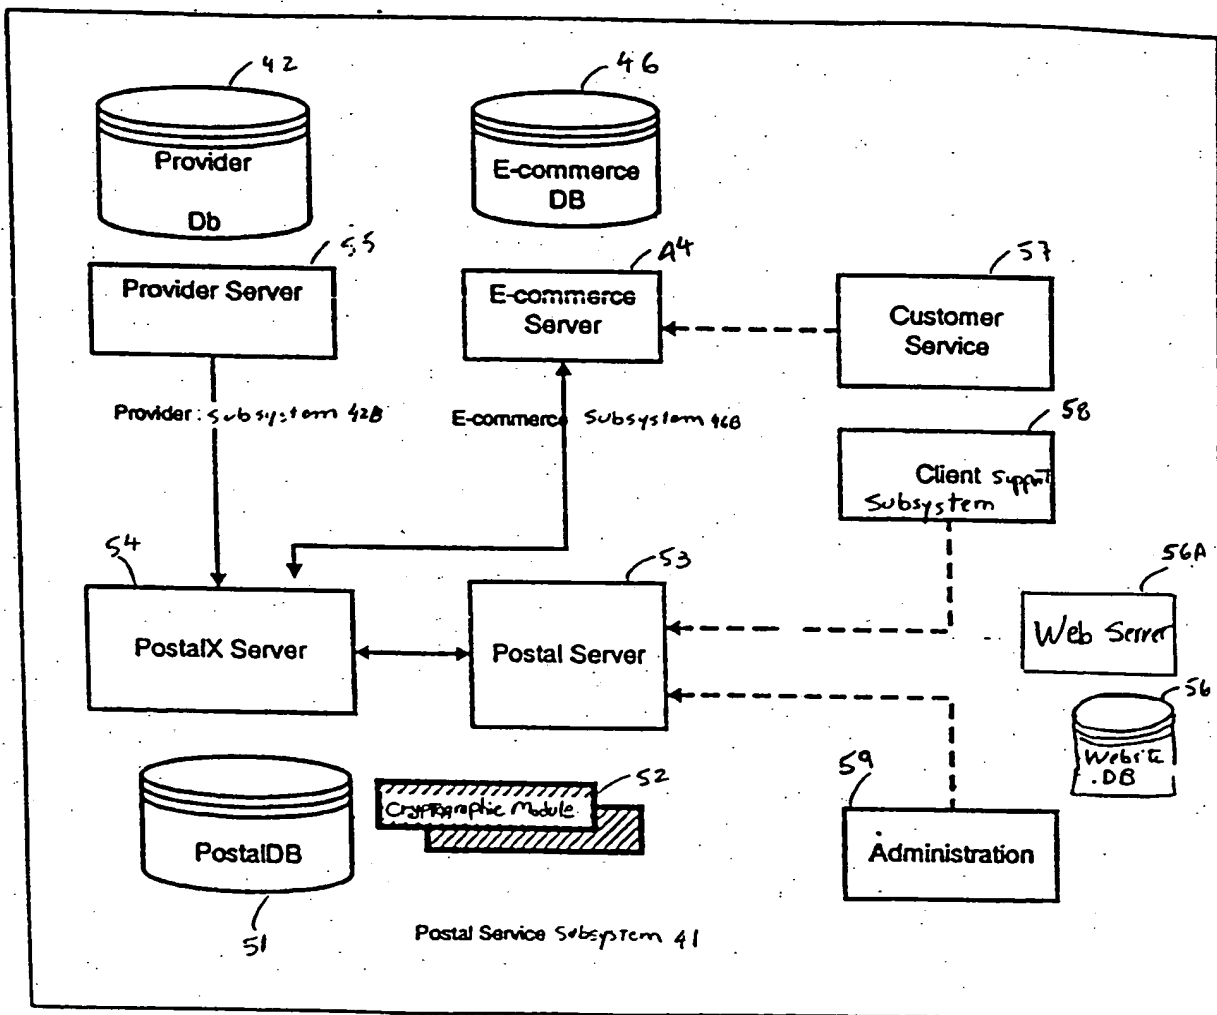 42
46
Provider
Db
E-commerce
DB
55
A4
57
Provider Server
E-commerce
Server
Customer
Service
Provider: Subsystem 42B
E-commerce Subsystem 46B
58
Client Support
Subsystem
54
53
56A
PostalX Server
Postal Server
Web Server
56
Website
DB
52
59
Cryptographic Module
PostalDB
Administration
51
Postal Service Subsystem 41